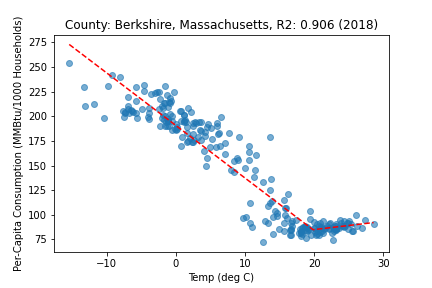 County: Berkshire, Massachusetts, R2: 0.906 (2018)
Per-Capita Consumption (MMBtu/1000 Households)
275
250
225
200
175
150
125
100
75
−10 0 10 20 30
Temp (deg C)